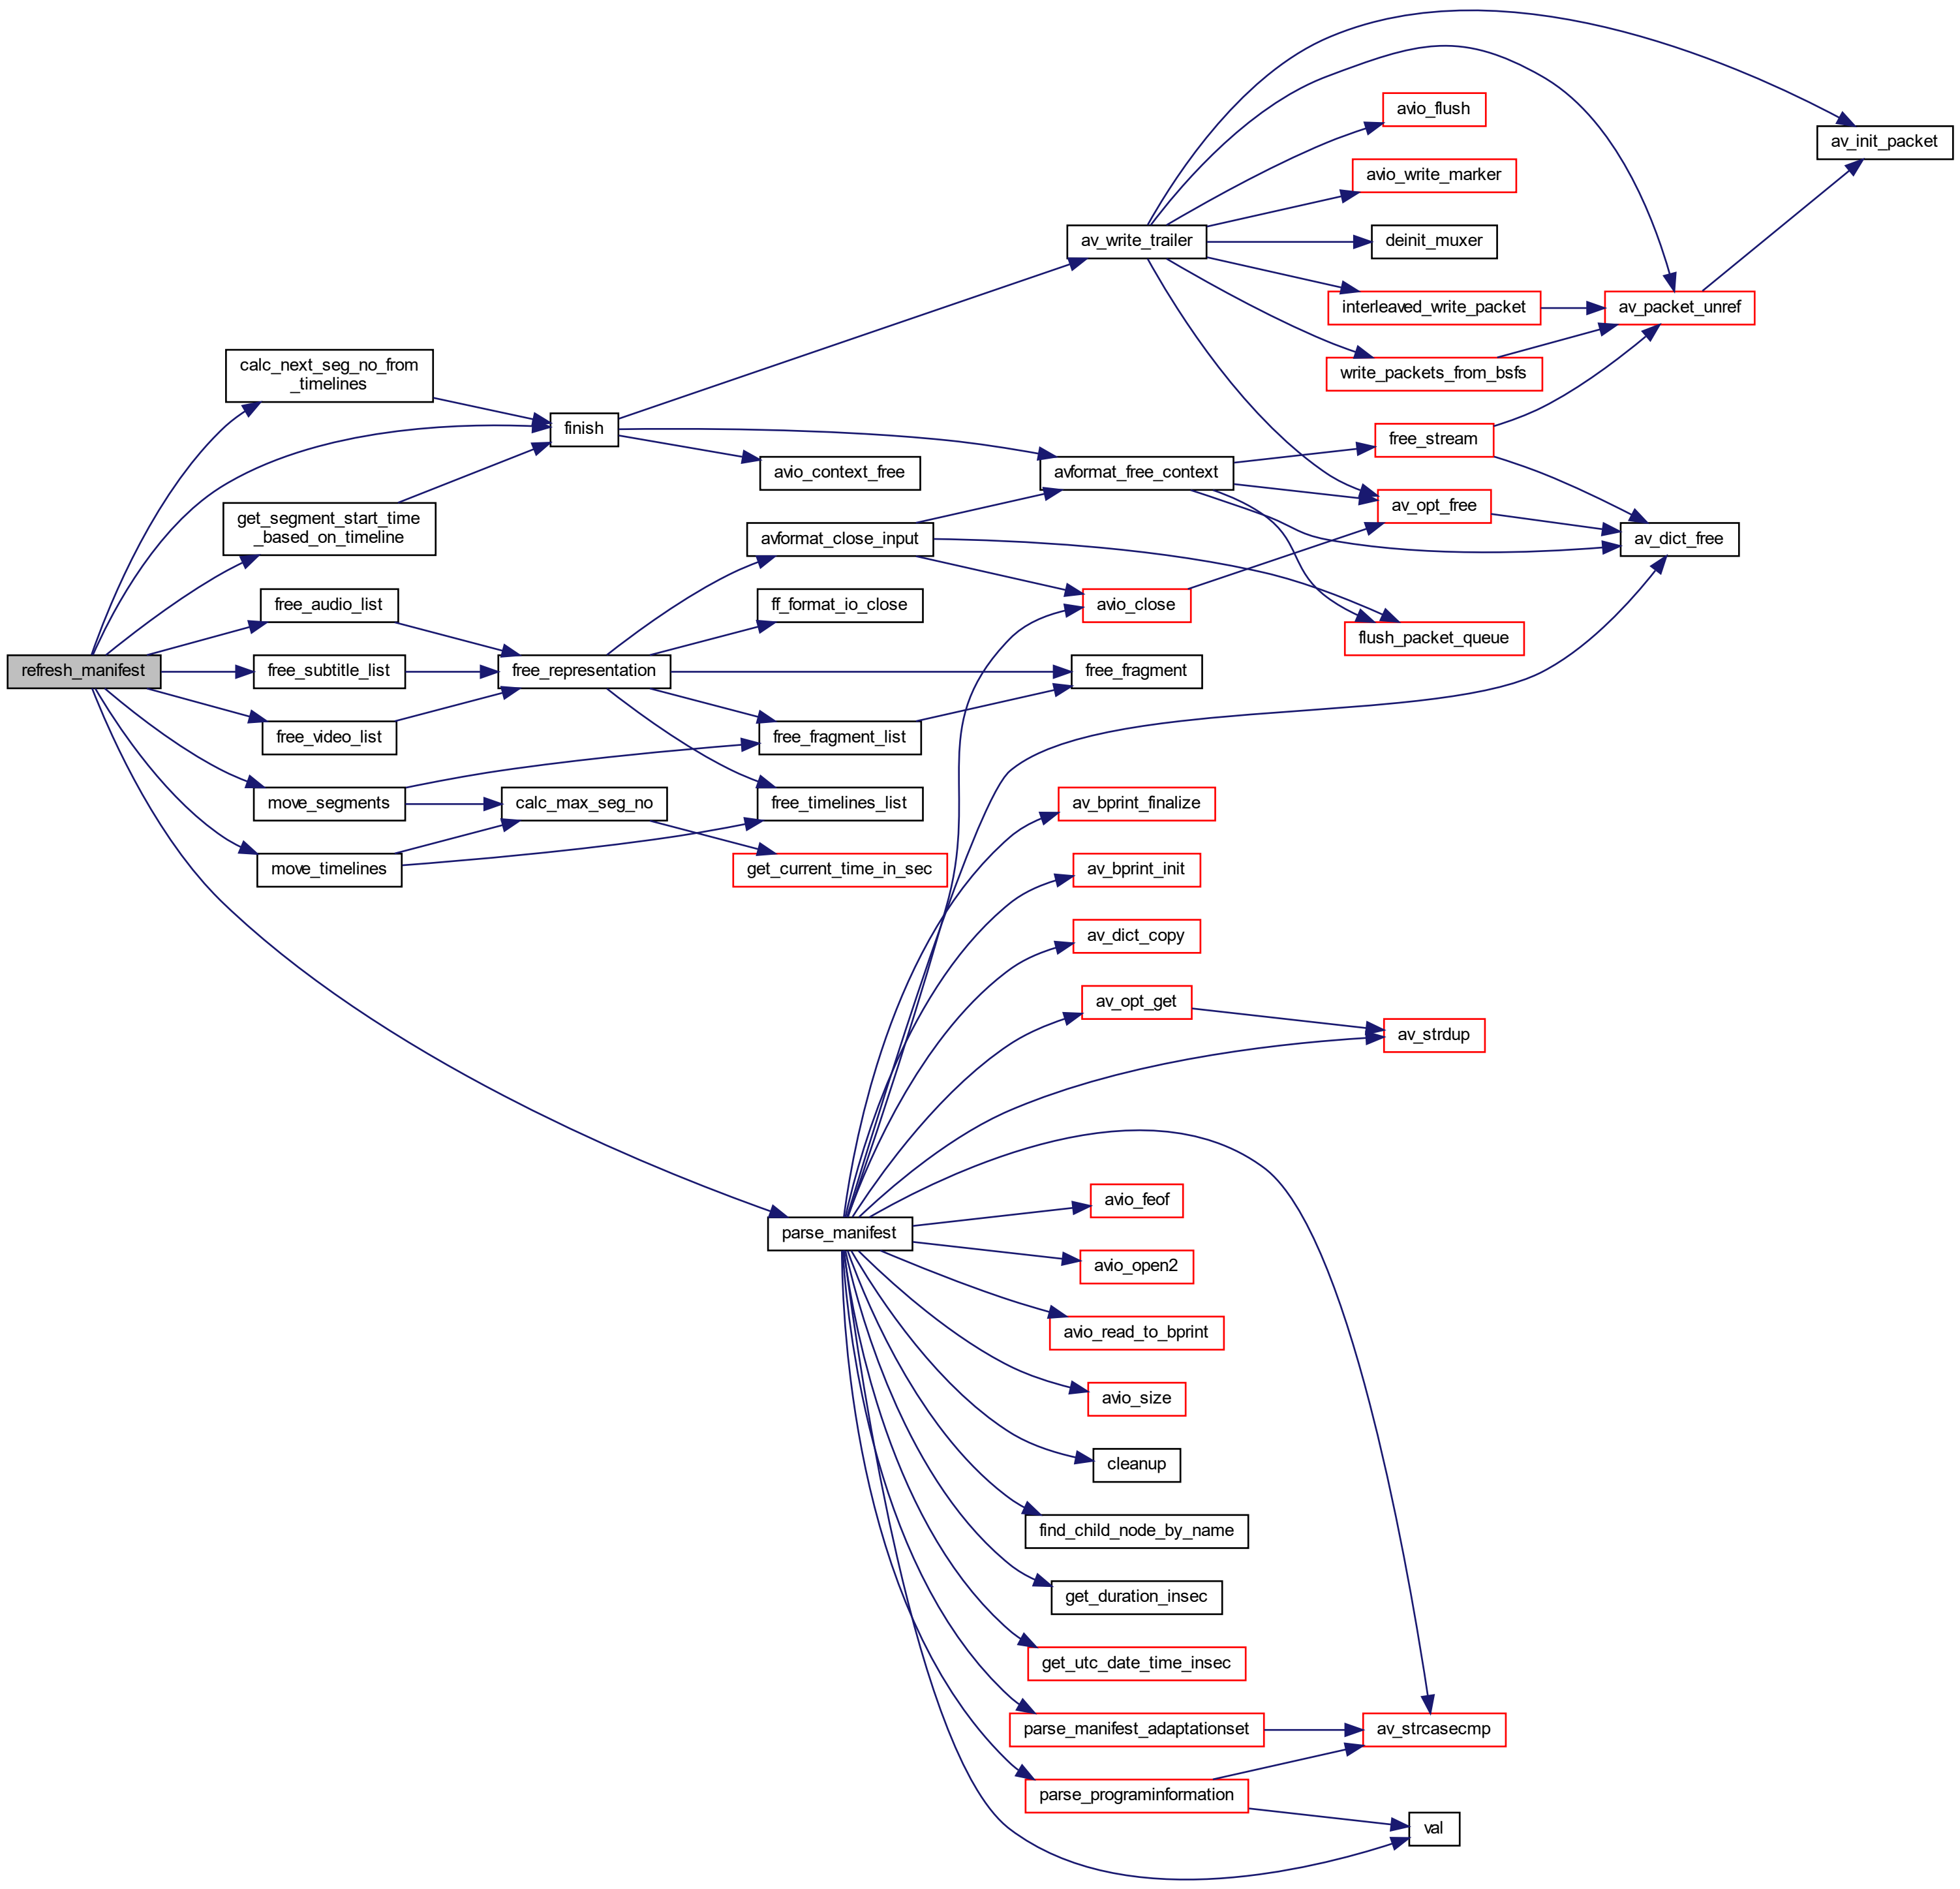 refresh_manifest
calc_next_seg_no_from
_timelines
finish
get_segment_start_time
_based_on_timeline
free_audio_list
free_subtitle_list
free_video_list
move_segments
move_timelines
parse_manifest
av_write_trailer
avio_context_free
avformat_free_context
avformat_close_input
ff_format_io_close
free_representation
free_fragment
free_fragment_list
free_timelines_list
calc_max_seg_no
get_current_time_in_sec
avio_flush
avio_write_marker
deinit_muxer
interleaved_write_packet
write_packets_from_bsfs
free_stream
av_opt_free
avio_close
flush_packet_queue
av_init_packet
av_packet_unref
av_dict_free
av_bprint_finalize
av_bprint_init
av_dict_copy
av_opt_get
av_strdup
avio_feof
avio_open2
avio_read_to_bprint
avio_size
cleanup
find_child_node_by_name
get_duration_insec
get_utc_date_time_insec
parse_manifest_adaptationset
av_strcasecmp
parse_programinformation
val